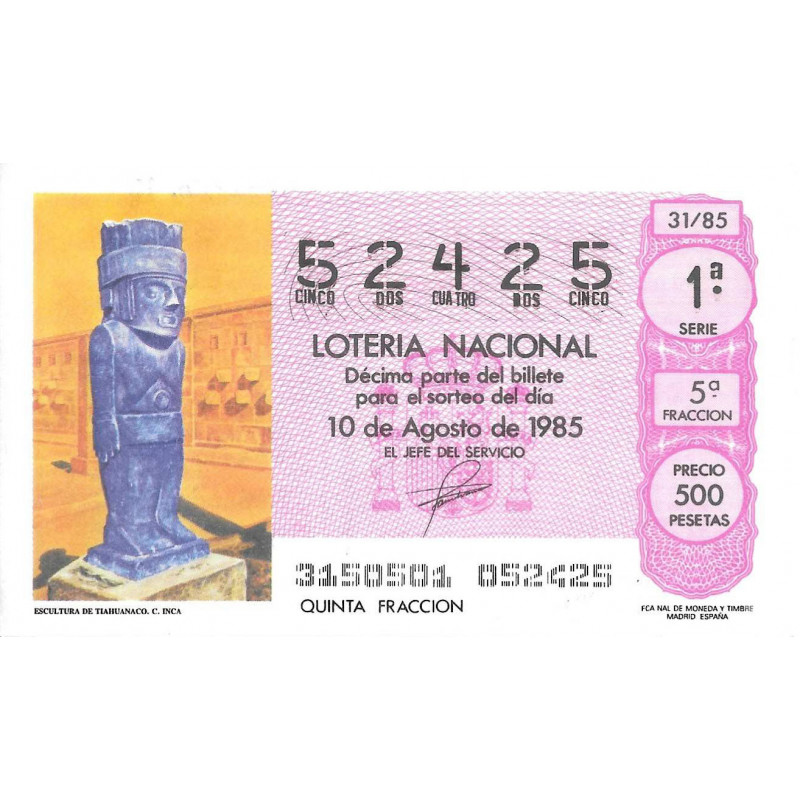 31/85
5 2 4 2 5
CINCO DOS CUATRO DOS CINCO
1ª
SERIE
LOTERIA NACIONAL
Décima parte del billete
para el sorteo del día
10 de Agosto de 1985
EL JEFE DEL SERVICIO
5ª
FRACCION
PRECIO
500
PESETAS
3150501 052425
QUINTA FRACCION
ESCULTURA DE TIAHUANACO. C. INCA
FCA NAL DE MONEDA Y TIMBRE
MADRID ESPAÑA